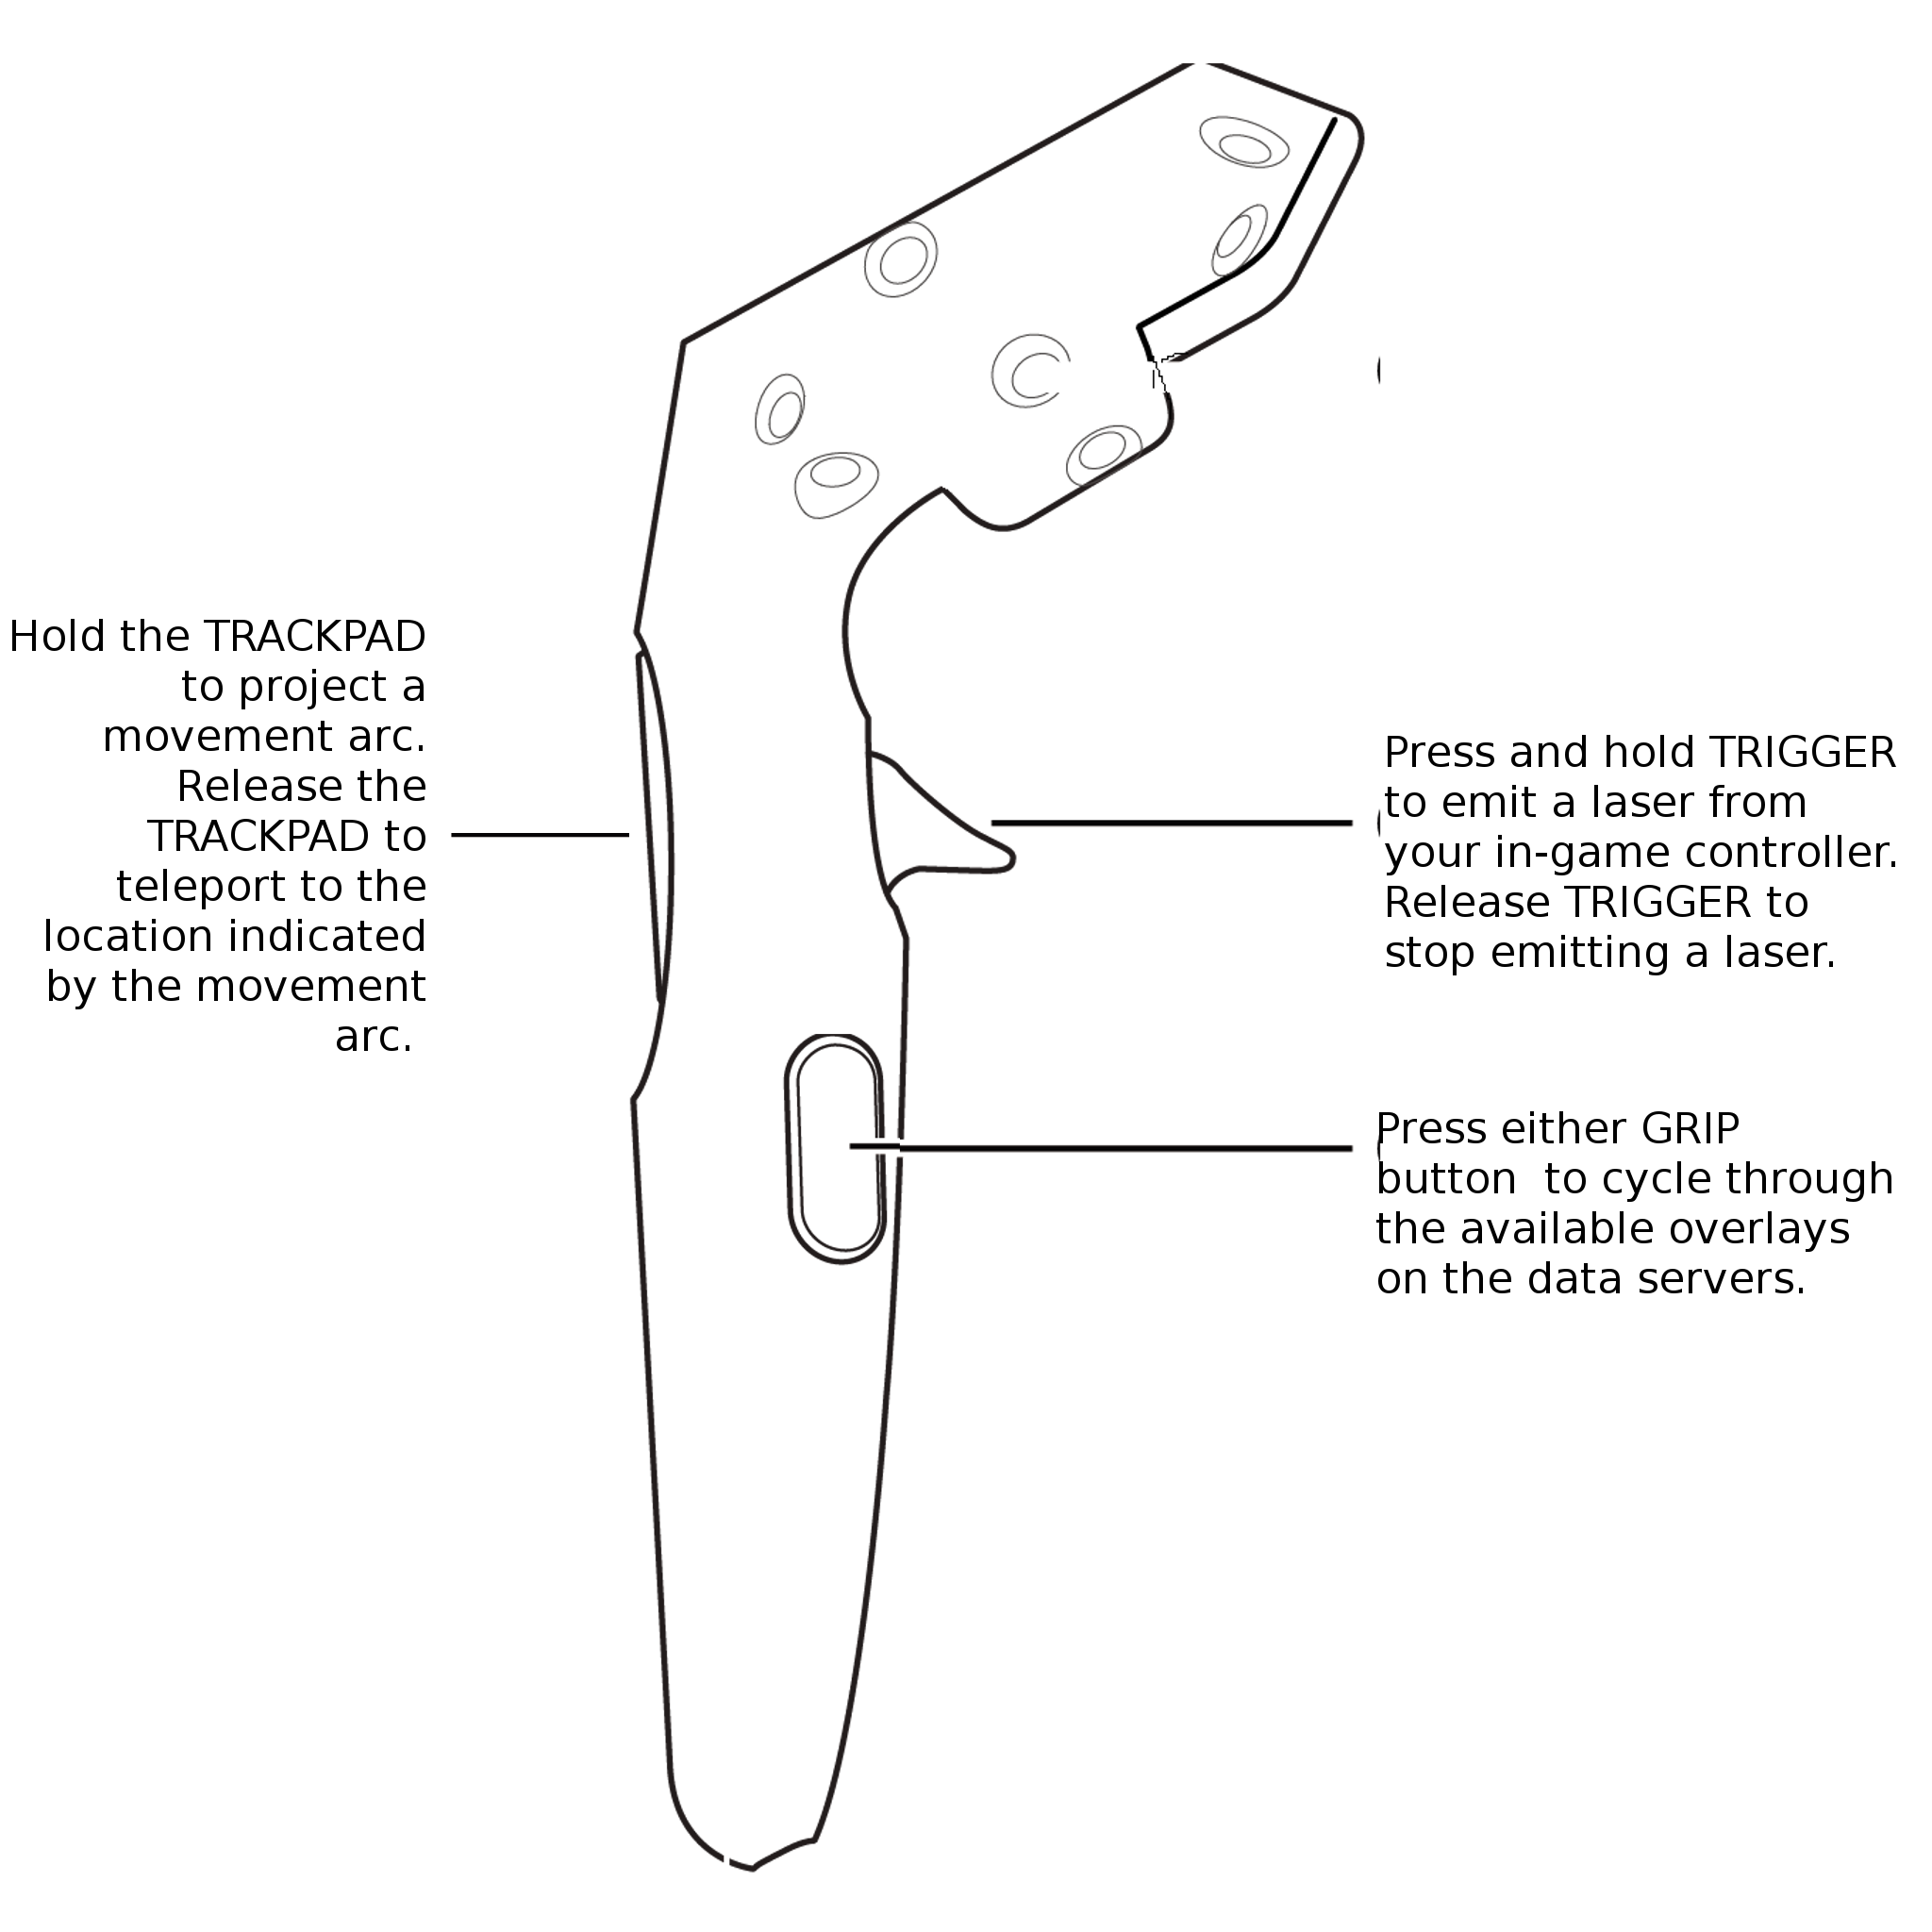 Hold the TRACKPAD
to project a
movement arc.
Release the
TRACKPAD to
teleport to the
location indicated
by the movement
arc.
Press and hold TRIGGER
to emit a laser from
your in-game controller.
Release TRIGGER to
stop emitting a laser.
Press either GRIP
button  to cycle through
the available overlays
on the data servers.